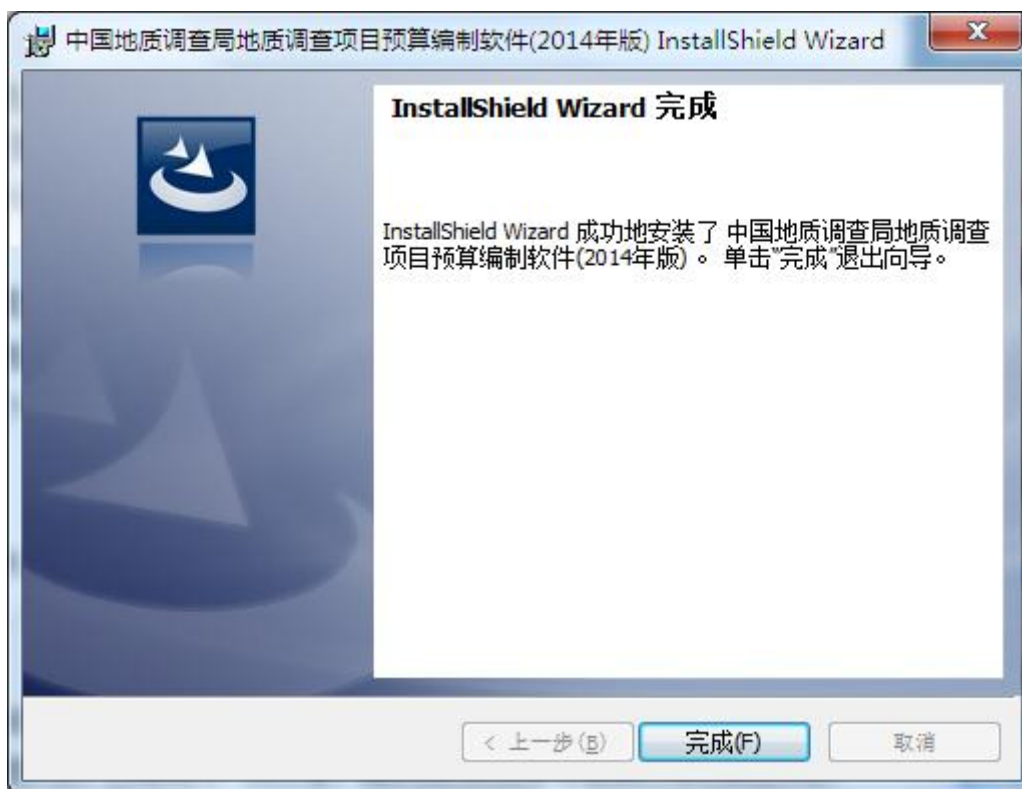 中国地质调查局地质调查项目预算编制软件(2014年版) InstallShield Wizard
InstallShield Wizard 完成
InstallShield Wizard 成功地安装了 中国地质调查局地质调查
项目预算编制软件(2014年版) 。 单击“完成”退出向导。
< 上一步(B)
完成(F)
取消